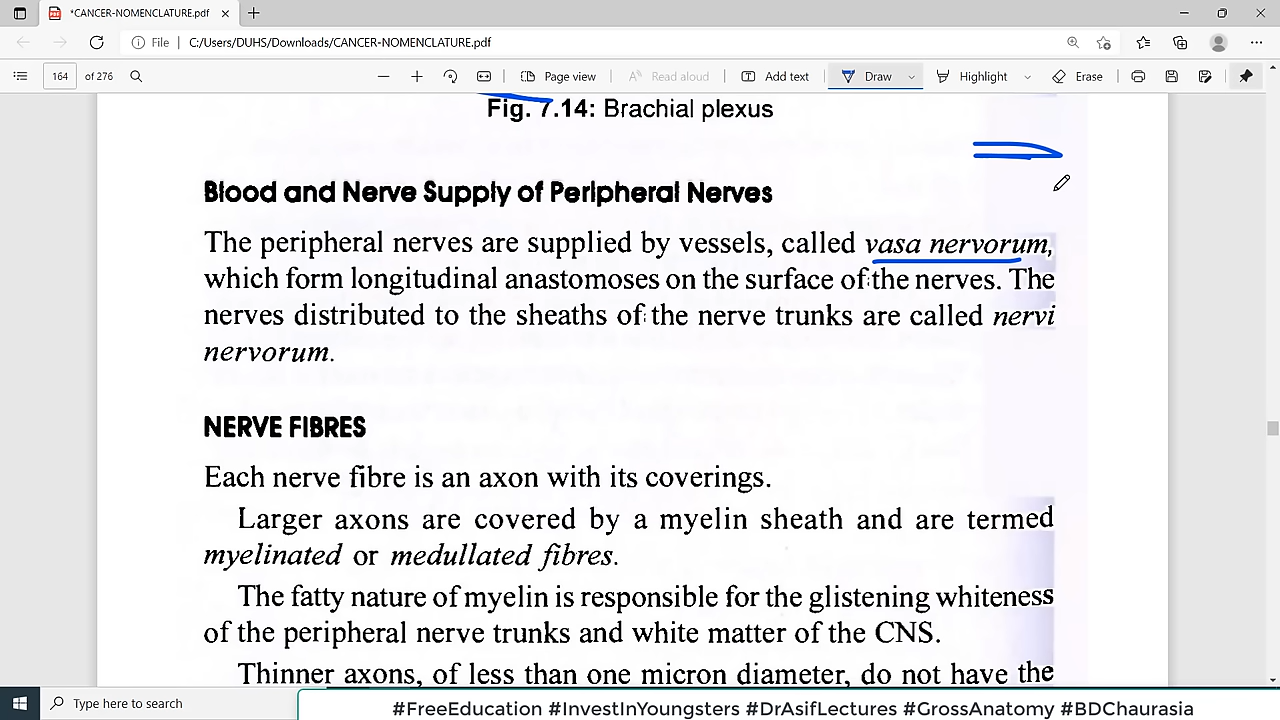 *CANCER-NOMENCLATURE.pdf
File C:/Users/DUHS/Downloads/CANCER-NOMENCLATURE.pdf
164 of 276 Page view Read aloud Add text Draw Highlight Erase
Fig. 7.14: Brachial plexus
Blood and Nerve Supply of Peripheral Nerves
The peripheral nerves are supplied by vessels, called vasa nervorum,
which form longitudinal anastomoses on the surface of the nerves. The
nerves distributed to the sheaths of the nerve trunks are called nervi
nervorum.
NERVE FIBRES
Each nerve fibre is an axon with its coverings.
Larger axons are covered by a myelin sheath and are termed
myelinated or medullated fibres.
The fatty nature of myelin is responsible for the glistening whiteness
of the peripheral nerve trunks and white matter of the CNS.
Thinner axons, of less than one micron diameter, do not have the
Type here to search
#FreeEducation #InvestInYoungsters #DrAsifLectures #GrossAnatomy #BDChaurasia